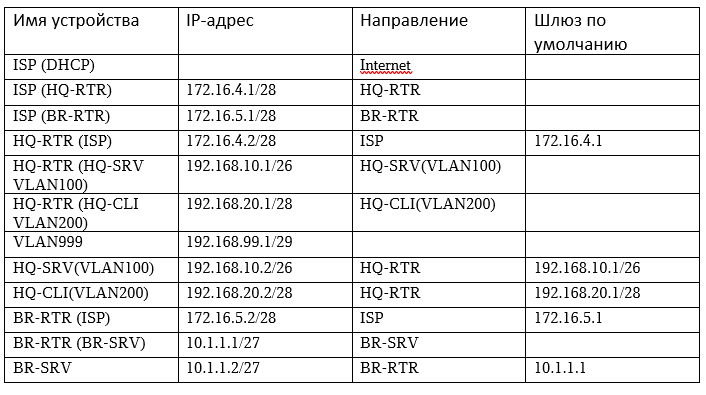 Имя устройства IP-адрес Направление Шлюз по
умолчанию
ISP (DHCP) Internet
ISP (HQ-RTR) 172.16.4.1/28 HQ-RTR
ISP (BR-RTR) 172.16.5.1/28 BR-RTR
HQ-RTR (ISP) 172.16.4.2/28 ISP 172.16.4.1
HQ-RTR (HQ-SRV 192.168.10.1/26 HQ-SRV(VLAN100)
VLAN100)
HQ-RTR (HQ-CLI 192.168.20.1/28 HQ-CLI(VLAN200)
VLAN200)
VLAN999 192.168.99.1/29
HQ-SRV(VLAN100) 192.168.10.2/26 HQ-RTR 192.168.10.1/26
HQ-CLI(VLAN200) 192.168.20.2/28 HQ-RTR 192.168.20.1/28
BR-RTR (ISP) 172.16.5.2/28 ISP 172.16.5.1
BR-RTR (BR-SRV) 10.1.1.1/27 BR-SRV
BR-SRV 10.1.1.2/27 BR-RTR 10.1.1.1